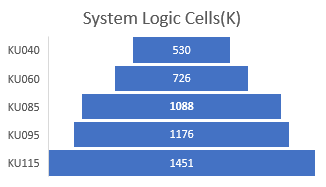 System Logic Cells(K)
KU040 530
KU060 726
KU085 1088
KU095 1176
KU115 1451